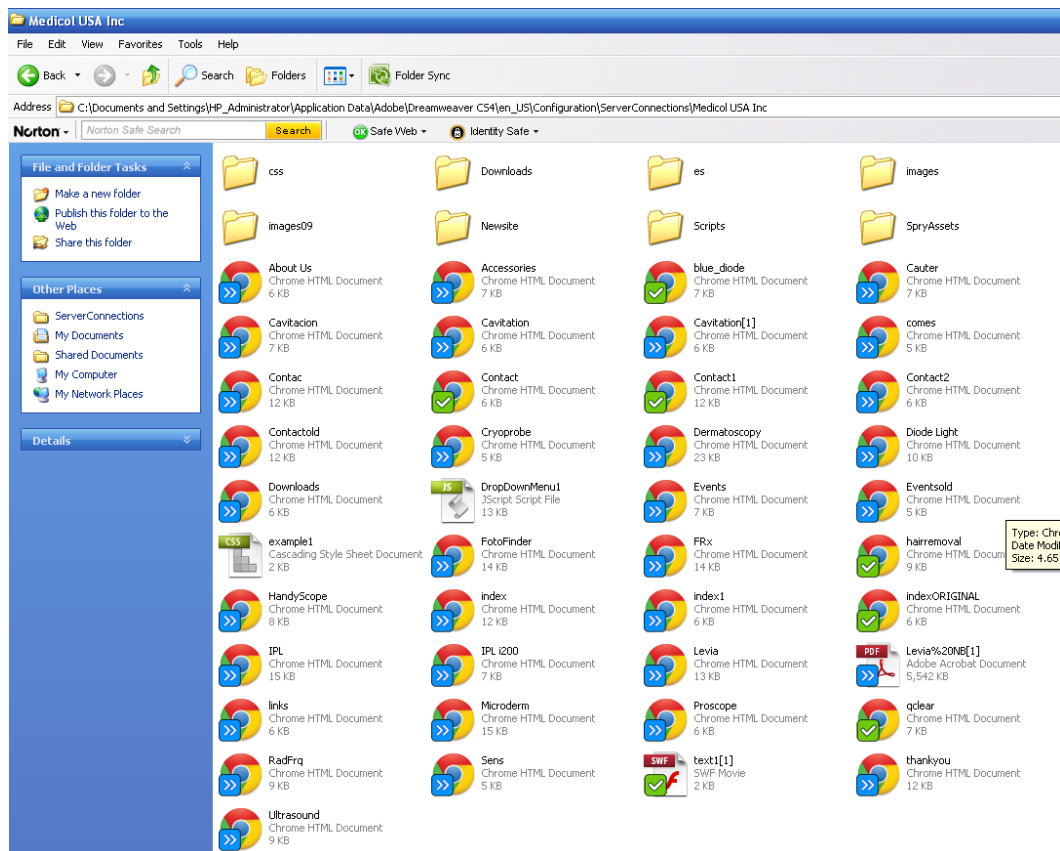 Medicol USA Inc
File Edit View Favorites Tools Help
Back Search Folders Folder Sync
Address C:\Documents and Settings\HP_Administrator\Application Data\Adobe\Dreamweaver CS4\en_US\Configuration\ServerConnections\Medicol USA Inc
Norton Norton Safe Search Search OK Safe Web Identity Safe
File and Folder Tasks
Make a new folder
Publish this folder to the
Web
Share this folder
Other Places
ServerConnections
My Documents
Shared Documents
My Computer
My Network Places
Details
css Downloads es images
images09 Newsite Scripts SpryAssets
About Us Accessories blue_diode Cauter
Chrome HTML Document Chrome HTML Document Chrome HTML Document Chrome HTML Document
6 KB 7 KB 7 KB 7 KB
Cavitacion Cavitation Cavitation[1] comes
Chrome HTML Document Chrome HTML Document Chrome HTML Document Chrome HTML Document
7 KB 6 KB 6 KB 5 KB
Contac Contact Contact1 Contact2
Chrome HTML Document Chrome HTML Document Chrome HTML Document Chrome HTML Document
12 KB 6 KB 12 KB 6 KB
Contactold Cryoprobe Dermatoscopy Diode Light
Chrome HTML Document Chrome HTML Document Chrome HTML Document Chrome HTML Document
12 KB 5 KB 23 KB 10 KB
Downloads JS DropDownMenu1 Events Eventsold
Chrome HTML Document JScript Script File Chrome HTML Document Chrome HTML Document
6 KB 13 KB 7 KB 5 KB
CSS example1 FotoFinder FRx hairremoval
Cascading Style Sheet Document Chrome HTML Document Chrome HTML Document Chrome HTML Docum
2 KB 14 KB 14 KB 9 KB
Type: Chr
Date Modif
Size: 4.65
HandyScope index index1 indexORIGINAL
Chrome HTML Document Chrome HTML Document Chrome HTML Document Chrome HTML Document
8 KB 12 KB 6 KB 6 KB
IPL IPL i200 Levia PDF Levia%20NB[1]
Chrome HTML Document Chrome HTML Document Chrome HTML Document Adobe Acrobat Document
15 KB 7 KB 13 KB 5,542 KB
links Microderm Proscope qclear
Chrome HTML Document Chrome HTML Document Chrome HTML Document Chrome HTML Document
6 KB 15 KB 6 KB 7 KB
RadFrq Sens SWF text1[1] thankyou
Chrome HTML Document Chrome HTML Document SWF Movie Chrome HTML Document
9 KB 5 KB 2 KB 12 KB
Ultrasound
Chrome HTML Document
9 KB